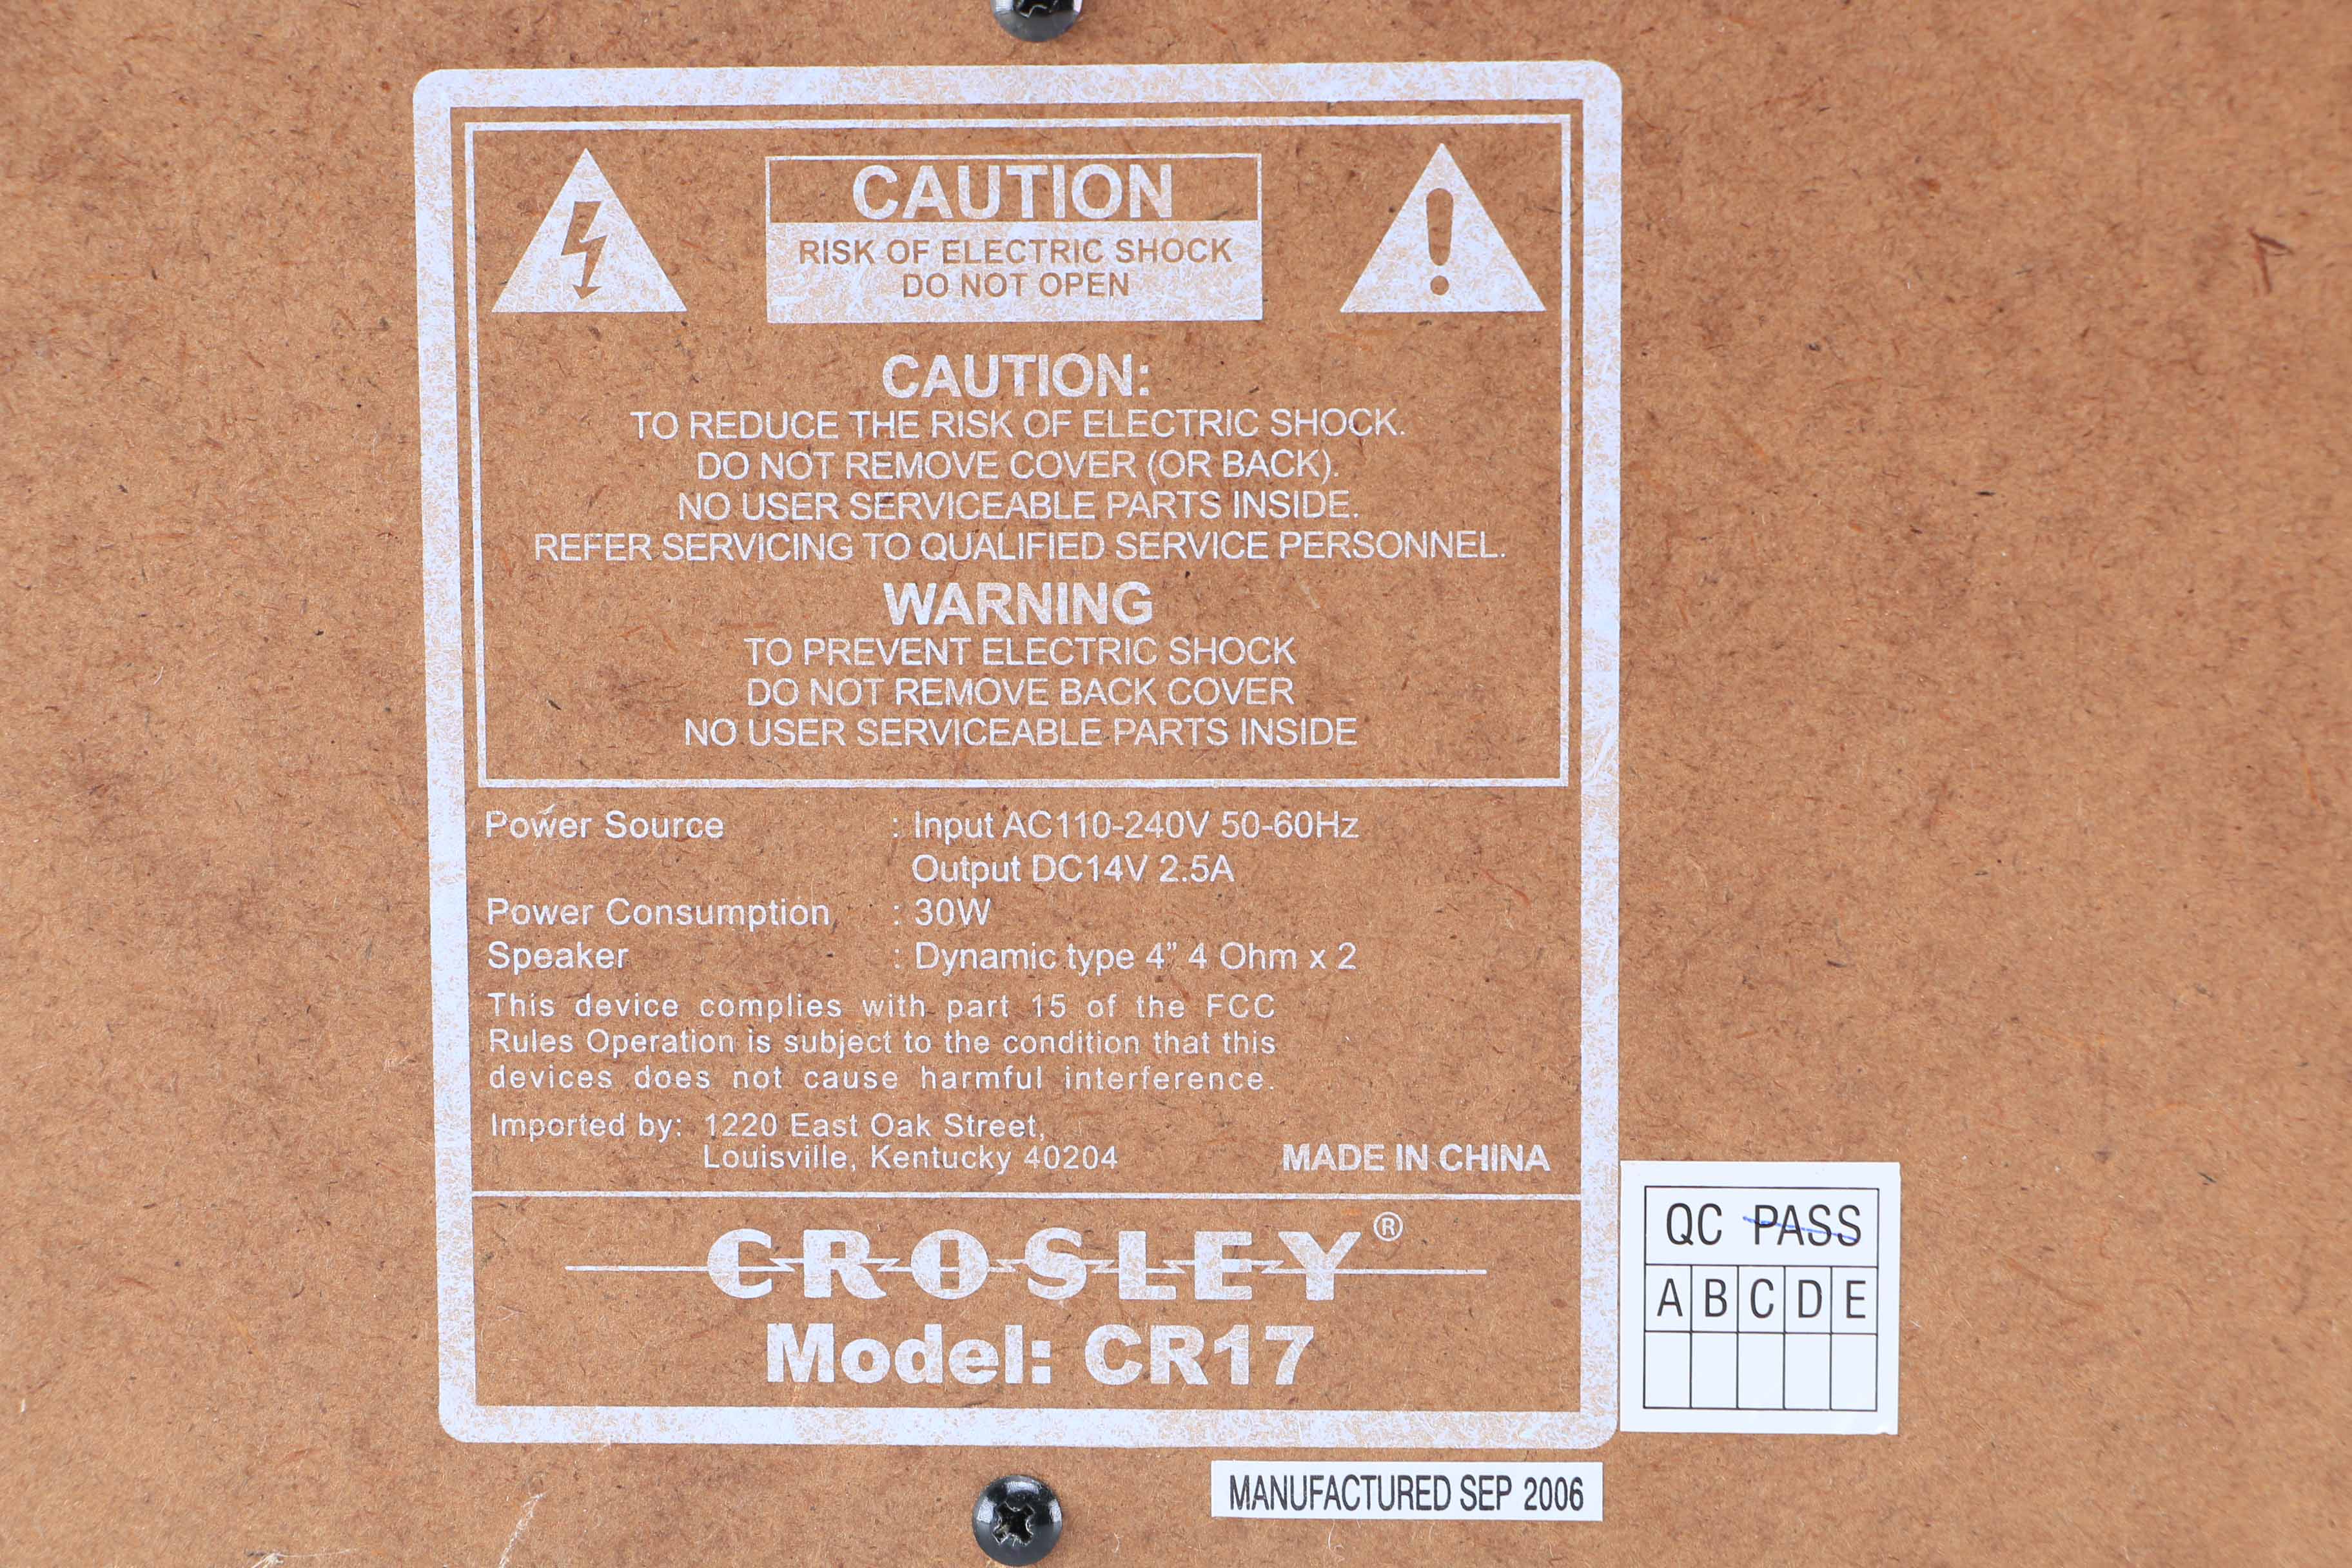 CAUTION
RISK OF ELECTRIC SHOCK
DO NOT OPEN
CAUTION:
TO REDUCE THE RISK OF ELECTRIC SHOCK.
DO NOT REMOVE COVER (OR BACK).
NO USER SERVICEABLE PARTS INSIDE.
REFER SERVICING TO QUALIFIED SERVICE PERSONNEL.
WARNING
TO PREVENT ELECTRIC SHOCK
DO NOT REMOVE BACK COVER
NO USER SERVICEABLE PARTS INSIDE
Power Source : Input AC110-240V 50-60Hz
Output DC14V 2.5A
Power Consumption : 30W
Speaker : Dynamic type 4” 4 Ohm x 2
This device complies with part 15 of the FCC
Rules Operation is subject to the condition that this
devices does not cause harmful interference.
Imported by: 1220 East Oak Street,
Louisville, Kentucky 40204
MADE IN CHINA
CROSLEY®
Model: CR17
QC PASS
A B C D E
MANUFACTURED SEP 2006